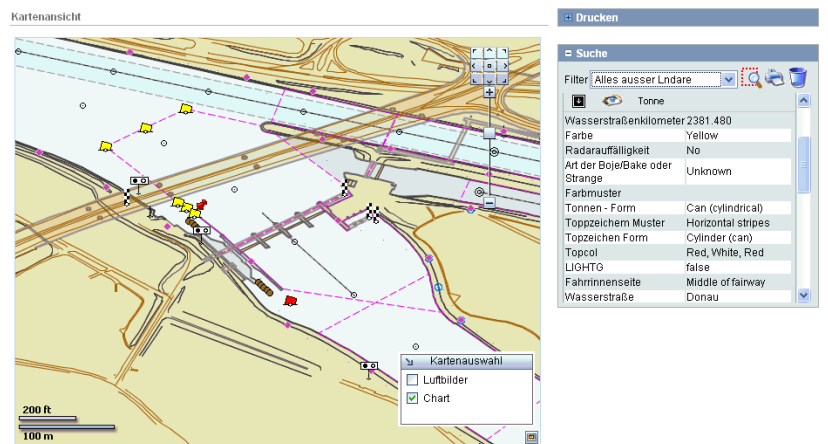 Kartenansicht
Drucken
Suche
Filter Alles ausser Lndare
Tonne
Wasserstraßenkilometer 2381.480
Farbe Yellow
Radarauffälligkeit No
Art der Boje/Bake oder
Strange Unknown
Farbmuster
Tonnen - Form Can (cylindrical)
Toppzeichern Muster Horizontal stripes
Topzeichen Form Cylinder (can)
Topcol Red, White, Red
LIGHTG false
Fahrrinnenseite Middle of fairway
Wasserstraße Donau
Kartenauswahl
Luftbilder
Chart
200 ft
100 m